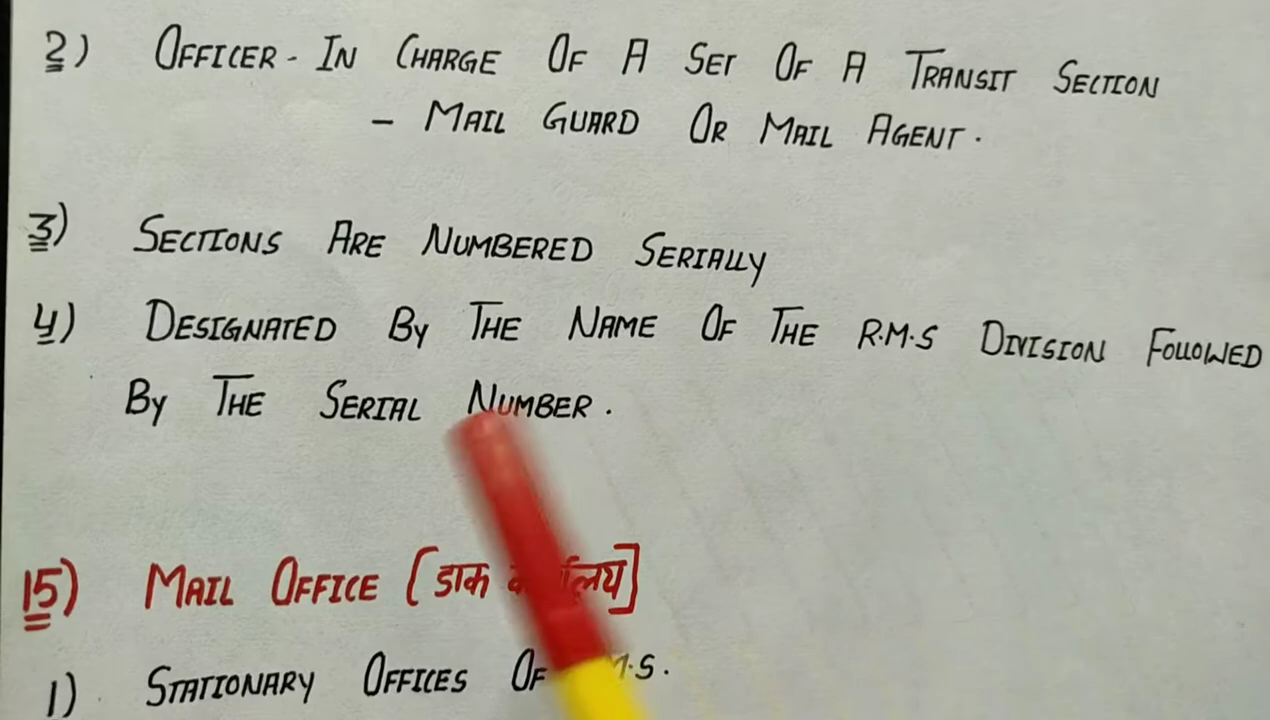 2) OFFICER - IN CHARGE OF A SET OF A TRANSIT SECTION
- MAIL GUARD OR MAIL AGENT.
3) SECTIONS ARE NUMBERED SERIALLY
4) DESIGNATED BY THE NAME OF THE R.M.S DIVISION FOLLOWED
BY THE SERIAL NUMBER.
15) MAIL OFFICE [डाक
1) STATIONARY OFFICES OF